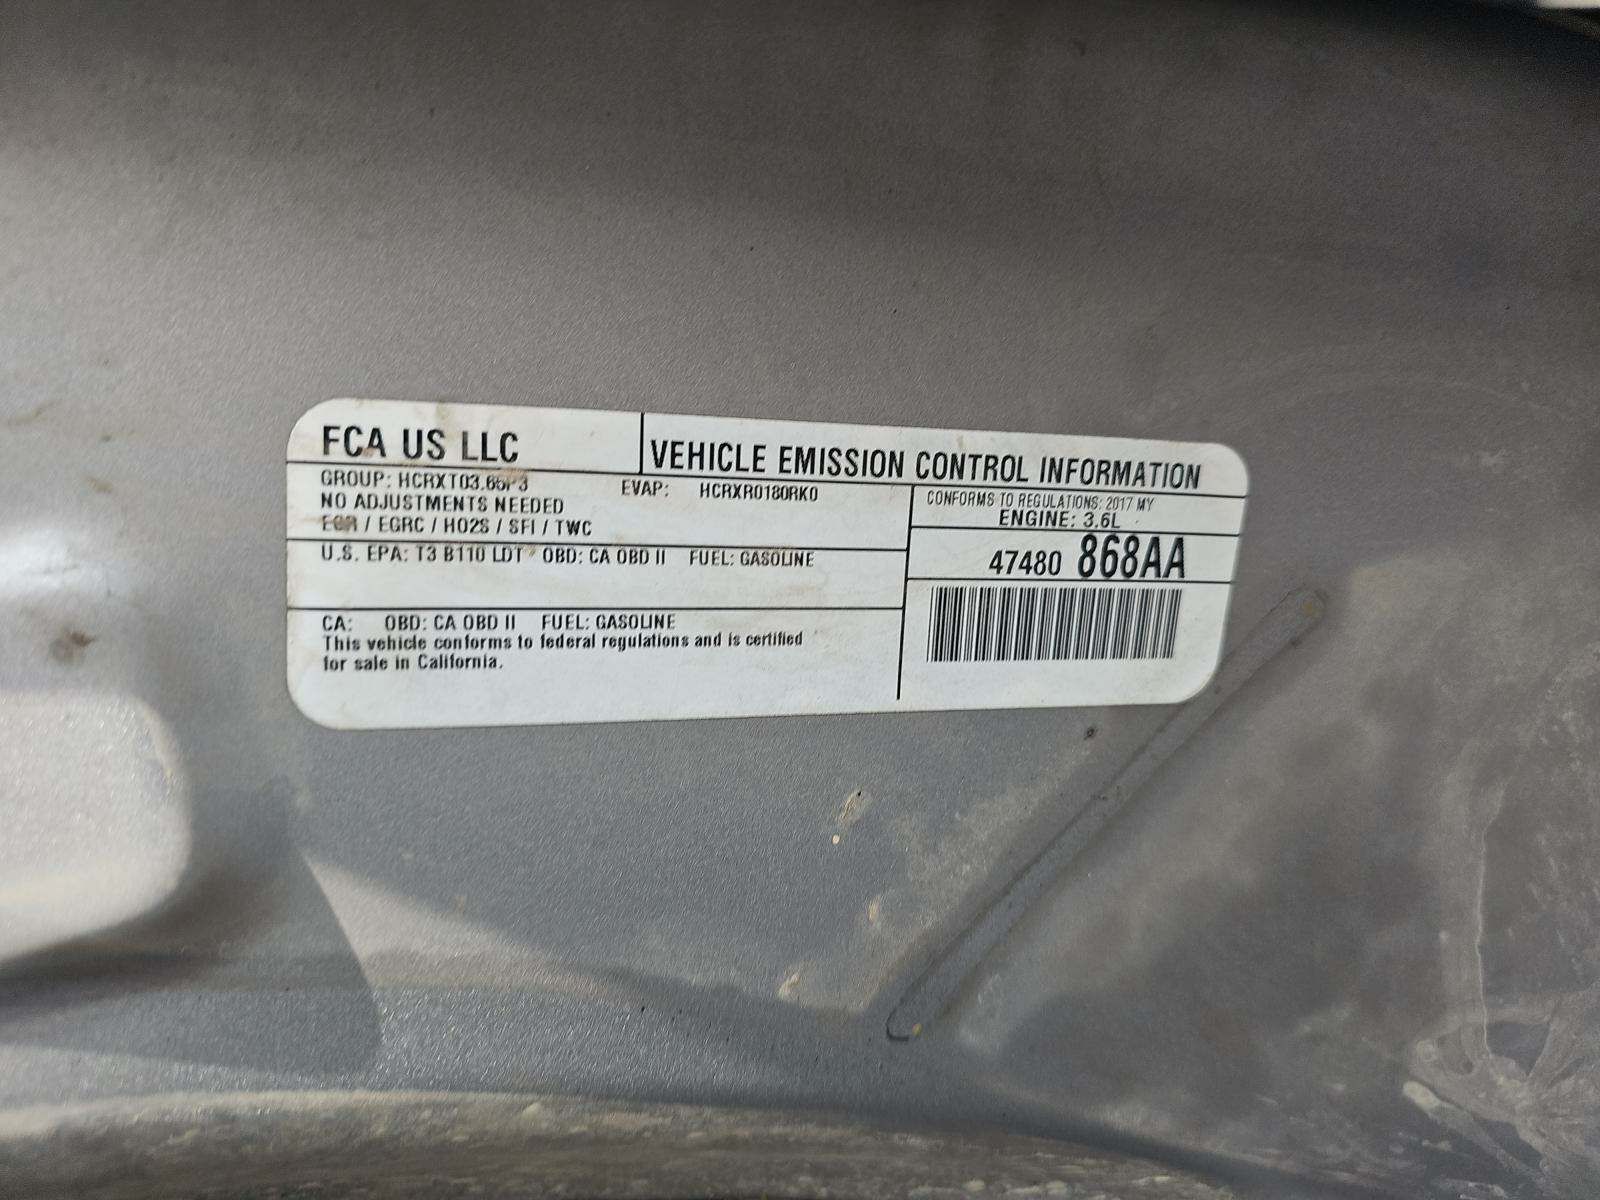 FCA US LLC
VEHICLE EMISSION CONTROL INFORMATION
GROUP: HCRXT03.65P3
EVAP: HCRXR0180RK0
NO ADJUSTMENTS NEEDED
EGR / EGRC / HO2S / SFI / TWC
CONFORMS TO REGULATIONS: 2017 MY
ENGINE: 3.6L
U.S. EPA: T3 B110 LDT OBD: CA OBD II FUEL: GASOLINE
47480 868AA
CA: OBD: CA OBD II FUEL: GASOLINE
This vehicle conforms to federal regulations and is certified
for sale in California.